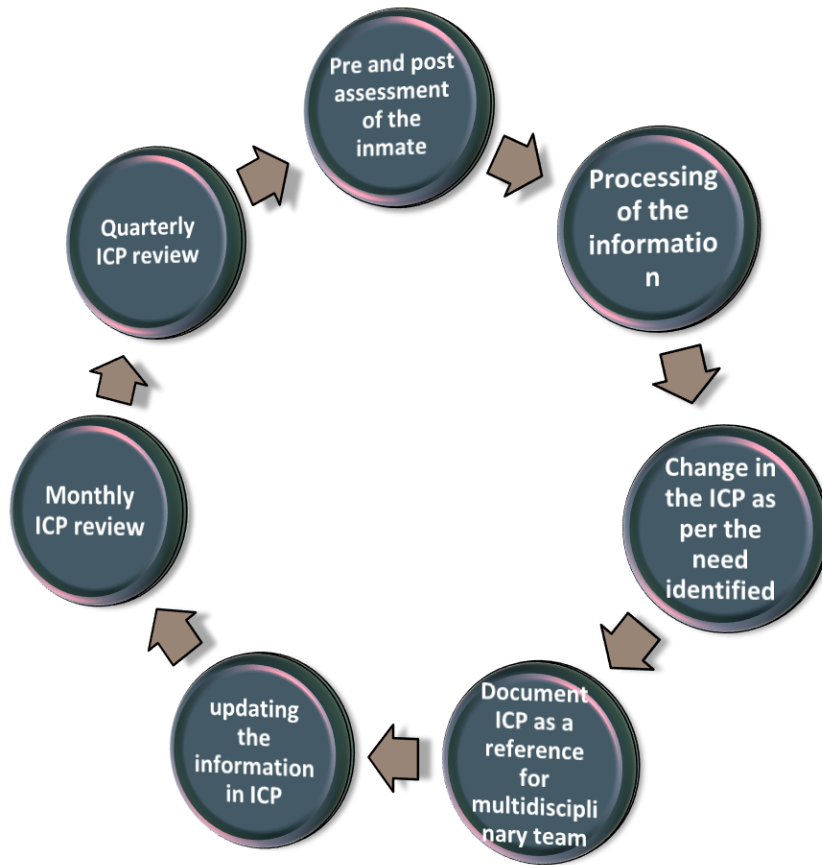 Pre and post
assessment
of the
inmate
Processing
of the
informatio
n
Change in
the ICP as
per the
need
identified
Document
ICP as a
reference
for
multidiscipli
nary team
updating
the
information
in ICP
Monthly
ICP review
Quarterly
ICP review